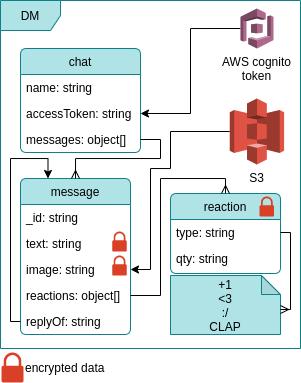 DM
AWS cognito
token
chat
name: string
accessToken: string
messages: object[]
S3
message
_id: string
text: string
image: string
reactions: object[]
replyOf: string
reaction
type: string
qty: string
+1
<3
:/
CLAP
encrypted data